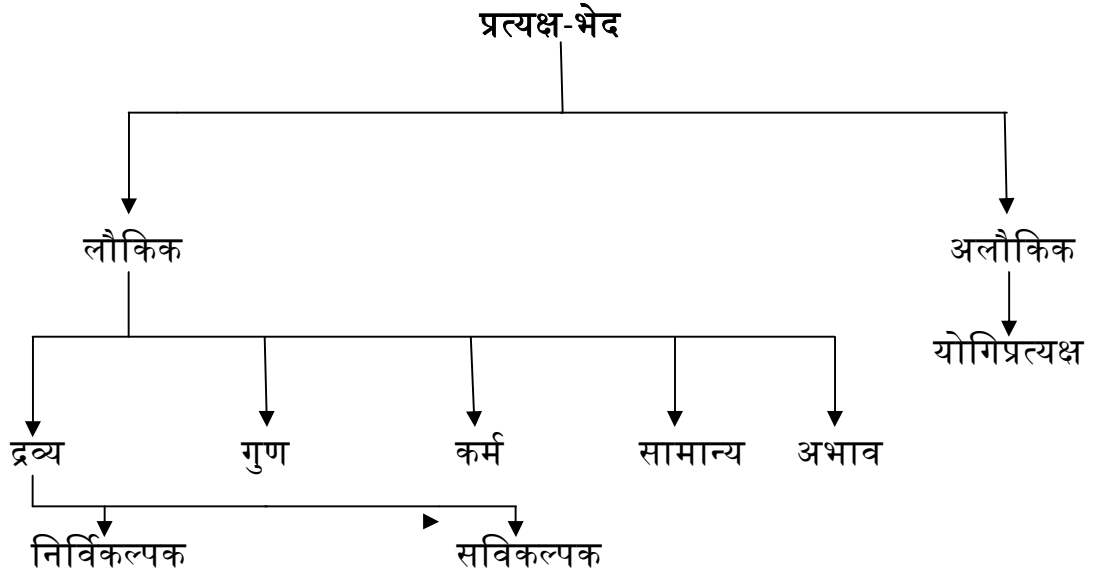 प्रत्यक्ष-भेद
लौकिक अलौकिक
योगिप्रत्यक्ष
द्रव्य गुण कर्म सामान्य अभाव
निर्विकल्पक सविकल्पक